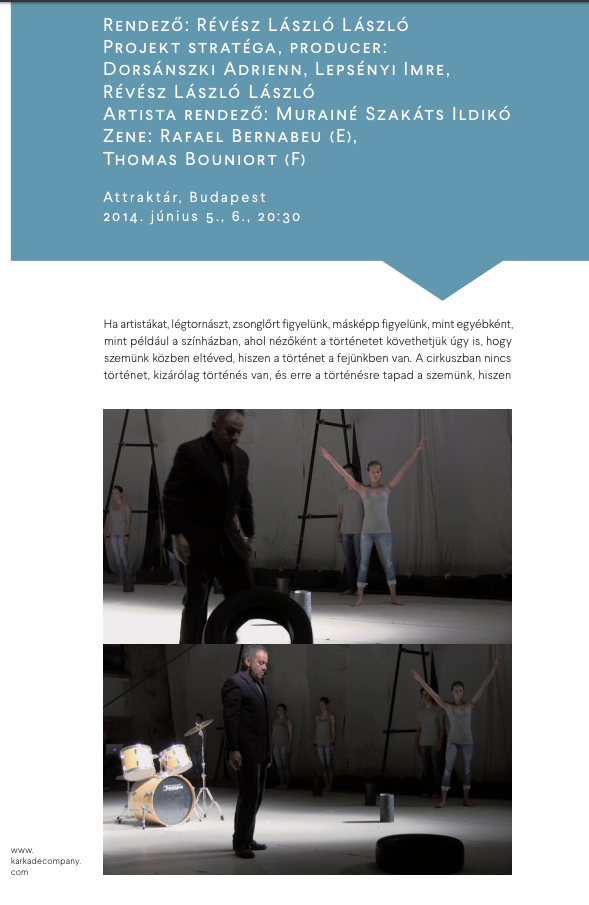 Rendező: Révész László László
Projekt stratéga, producer:
Dorsánszki Adrienn, Lepsényi Imre,
Révész László László
Artista rendező: Murainé Szakáts Ildikó
Zene: Rafael Bernabeu (E),
Thomas Bouniort (F)
Attraktár, Budapest
2014. június 5., 6., 20:30
Ha artistákat, légtornászt, zsonglőrt figyelünk, másképp figyelünk, mint egyébként,
mint például a színházban, ahol nézőként a történetet követhetjük úgy is, hogy
szemünk közben eltéved, hiszen a történet a fejünkben van. A cirkuszban nincs
történet, kizárólag történés van, és erre a történésre tapad a szemünk, hiszen
www.
karkadecompany.
com